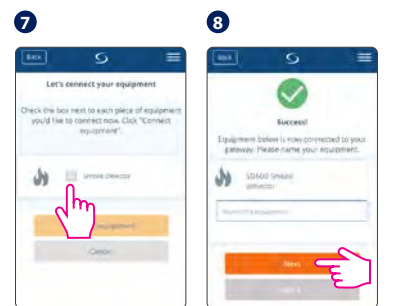 7
Back
Let's connect your equipment
Check the box next to each piece of equipment
you'd like to connect now. Click "Connect
equipment".
Smoke Detector
equipment
Cancel
8
Back
Success!
Equipment below is now connected to your
gateway. Please name your equipment.
SD600 Smoke
Detector
equipment
Next